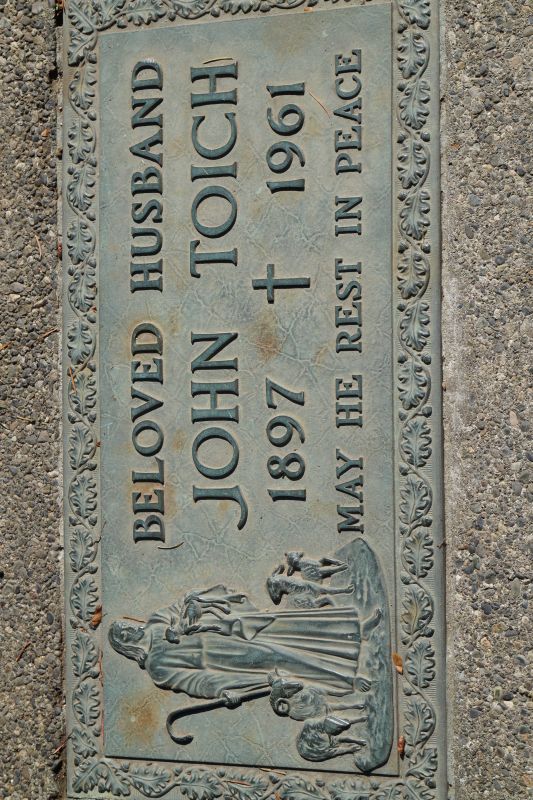 BELOVED HUSBAND
JOHN TOICH
1897 ✝ 1961
MAY HE REST IN PEACE